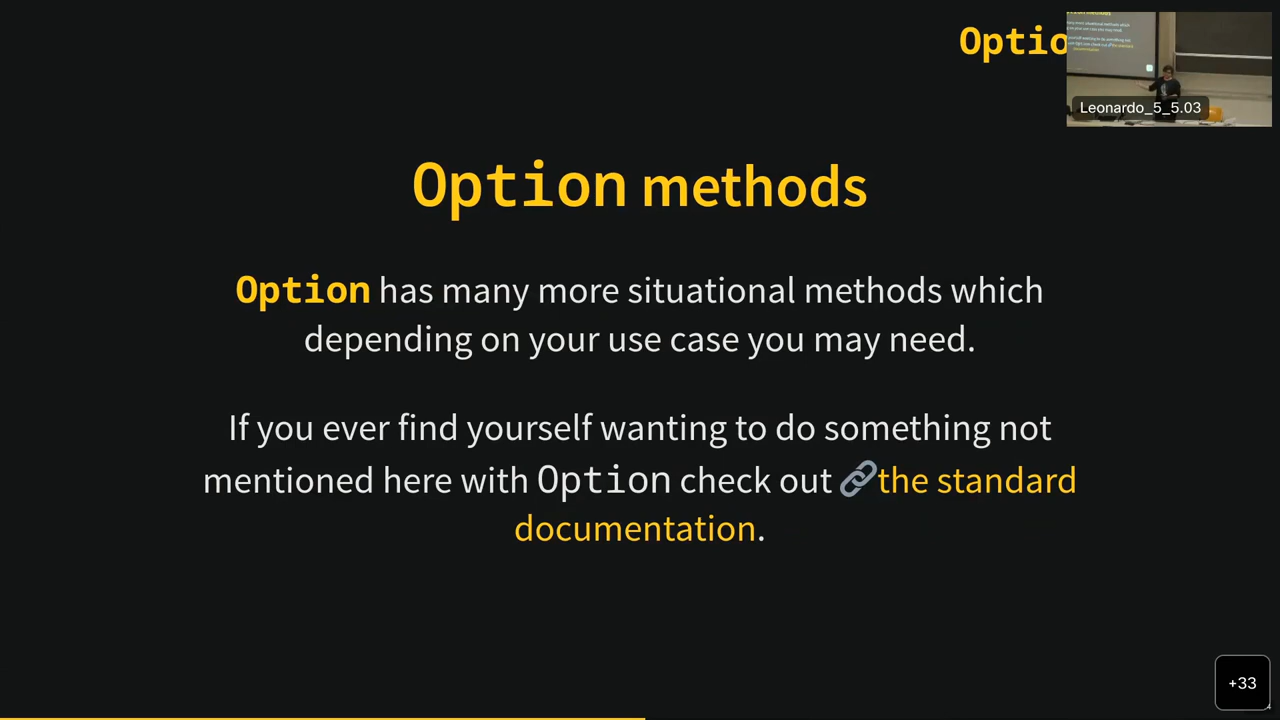 Optio
Leonardo_5_5.03
Option methods
Option has many more situational methods which
depending on your use case you may need.
If you ever find yourself wanting to do something not
mentioned here with Option check out 🔗the standard
documentation.
+33